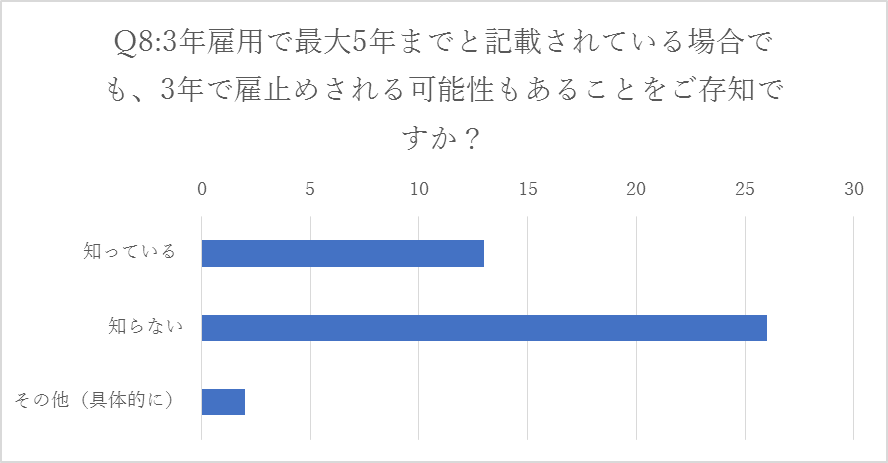 Q8:3年雇用で最大5年までと記載されている場合で
も、3年で雇止めされる可能性もあることをご存知で
すか？
0 5 10 15 20 25 30
知っている
知らない
その他（具体的に）